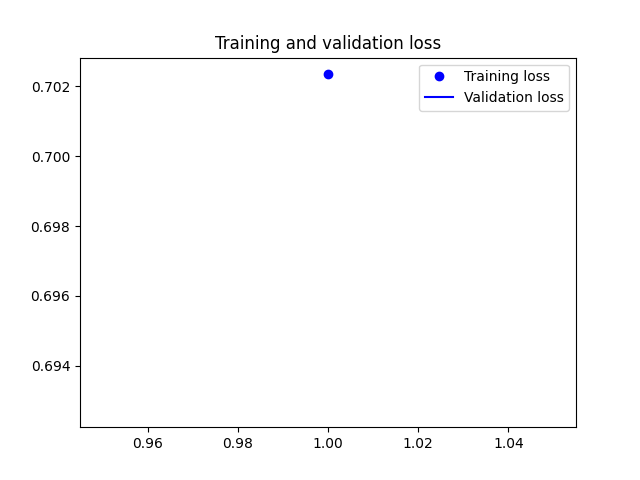 Training and validation loss
Training loss
Validation loss
0.702
0.700
0.698
0.696
0.694
0.96 0.98 1.00 1.02 1.04